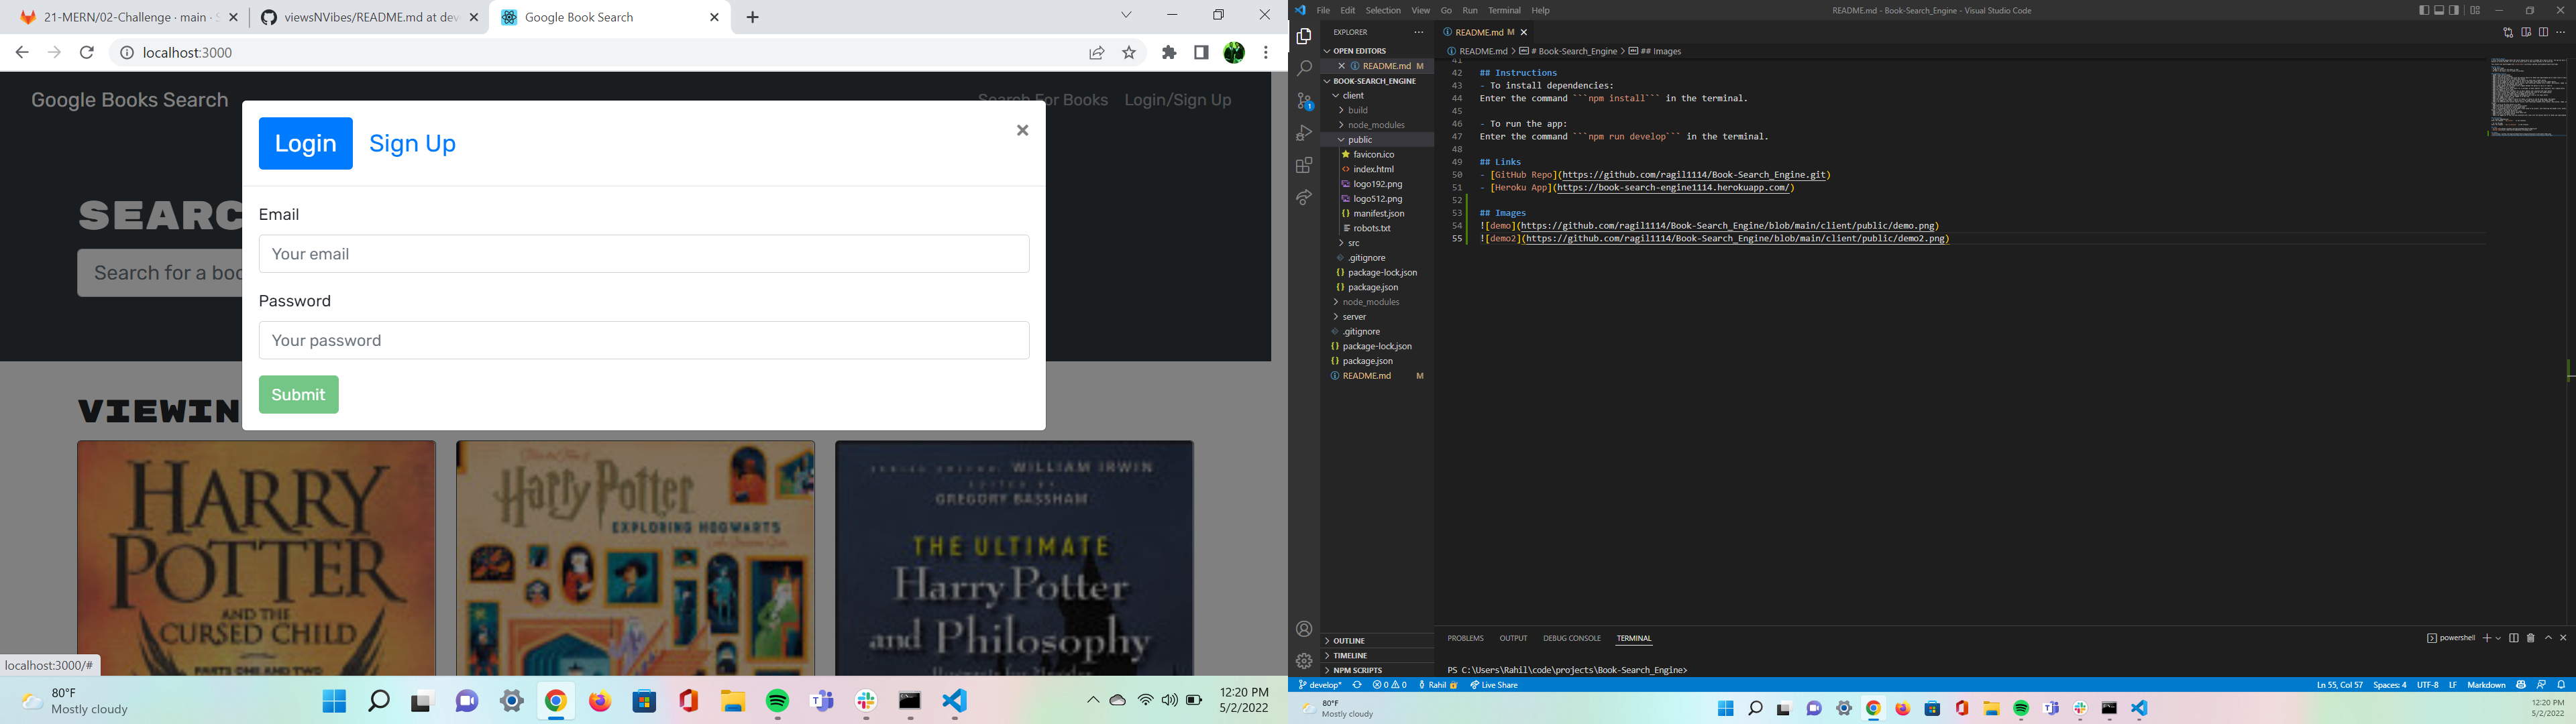 21-MERN/02-Challenge · main · S
viewsNVibes/README.md at dev
Google Book Search
localhost:3000
Google Books Search
Search For Books
Login/Sign Up
Login
Sign Up
×
SEARC
Email
Your email
Search for a boo
Password
Your password
Submit
VIEWIN
HARRY
POTTER
AND THE
CURSED CHILD
PARTS ONE AND TWO
Harry Potter
EXPLORING HOGWARTS
SERIES EDITOR: WILLIAM IRWIN
EDITED BY
GREGORY BASSHAM
THE ULTIMATE
Harry Potter
and Philosophy
localhost:3000/#
80°F
Mostly cloudy
12:20 PM
5/2/2022
File Edit Selection View Go Run Terminal Help
README.md - Book-Search_Engine - Visual Studio Code
EXPLORER
OPEN EDITORS
README.md M
BOOK-SEARCH_ENGINE
client
build
node_modules
public
favicon.ico
index.html
logo192.png
logo512.png
manifest.json
robots.txt
src
.gitignore
package-lock.json
package.json
node_modules
server
.gitignore
package-lock.json
package.json
README.md M
OUTLINE
TIMELINE
NPM SCRIPTS
README.md M
README.md > # Book-Search_Engine > ## Images
41
42 ## Instructions
43 - To install dependencies:
44 Enter the command ```npm install``` in the terminal.
45
46 - To run the app:
47 Enter the command ```npm run develop``` in the terminal.
48
49 ## Links
50 - [GitHub Repo](https://github.com/ragil1114/Book-Search_Engine.git)
51 - [Heroku App](https://book-search-engine1114.herokuapp.com/)
52
53 ## Images
54 ![demo](https://github.com/ragil1114/Book-Search_Engine/blob/main/client/public/demo.png)
55 ![demo2](https://github.com/ragil1114/Book-Search_Engine/blob/main/client/public/demo2.png)
PROBLEMS OUTPUT DEBUG CONSOLE TERMINAL
powershell
PS C:\Users\Rahil\code\projects\Book-Search_Engine>
develop* 0 0 Rahil Live Share
Ln 55, Col 57 Spaces: 4 UTF-8 LF Markdown
80°F
Mostly cloudy
12:20 PM
5/2/2022